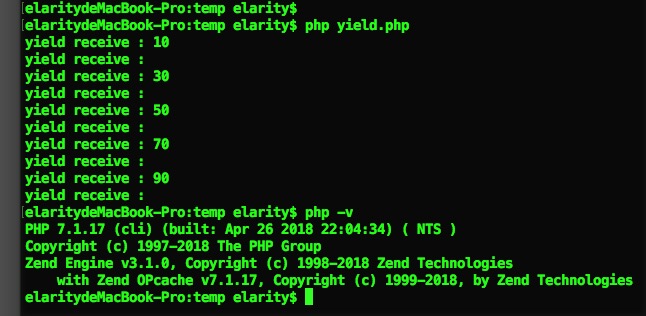 elaritydeMacBook-Pro:temp elarity$
elaritydeMacBook-Pro:temp elarity$ php yield.php
yield receive : 10
yield receive :
yield receive : 30
yield receive :
yield receive : 50
yield receive :
yield receive : 70
yield receive :
yield receive : 90
yield receive :
elaritydeMacBook-Pro:temp elarity$ php -v
PHP 7.1.17 (cli) (built: Apr 26 2018 22:04:34) ( NTS )
Copyright (c) 1997-2018 The PHP Group
Zend Engine v3.1.0, Copyright (c) 1998-2018 Zend Technologies
    with Zend OPcache v7.1.17, Copyright (c) 1999-2018, by Zend Technologies
elaritydeMacBook-Pro:temp elarity$